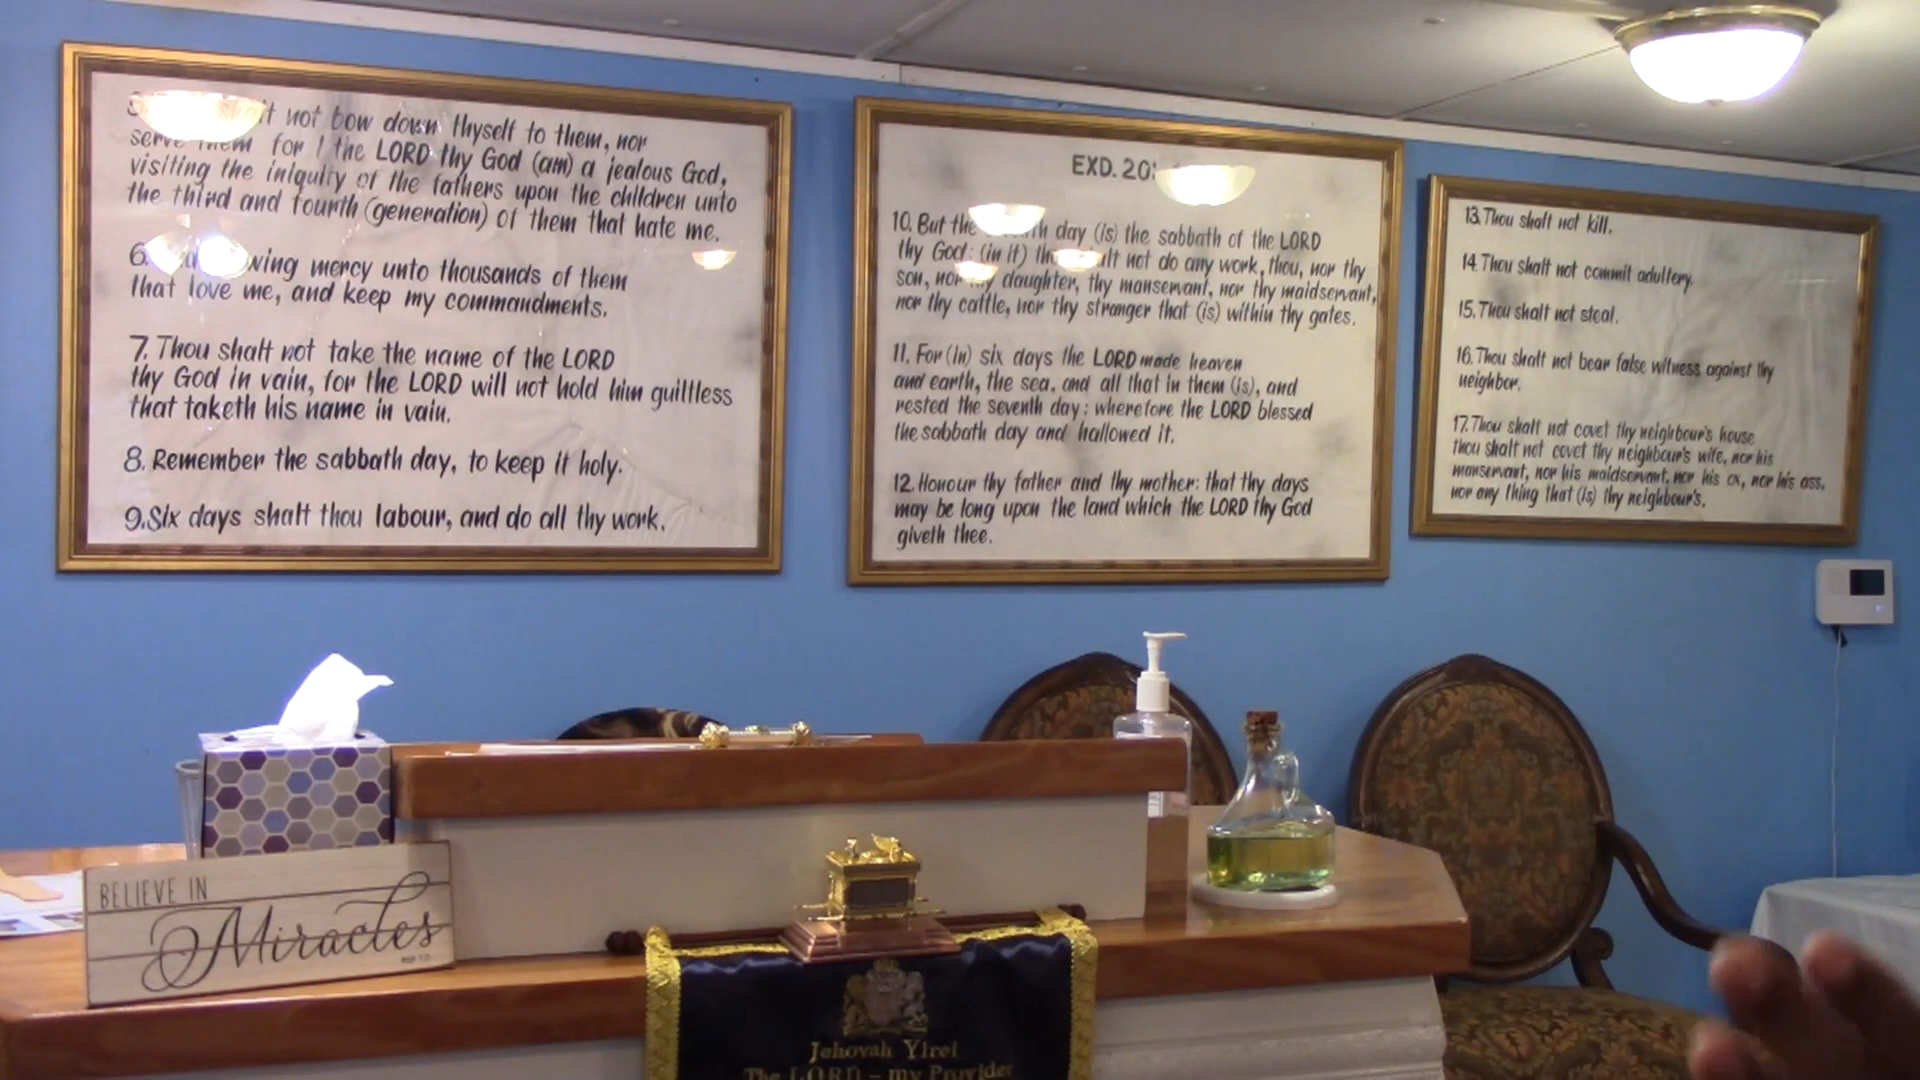 not bow down thyself to them, nor
serve them for I the LORD thy God (am) a jealous God,
visiting the iniquity of the fathers upon the children unto
the third and fourth (generation) of them that hate me.
6. wing mercy unto thousands of them
that love me, and keep my commandments.
7. Thou shalt not take the name of the LORD
thy God in vain, for the LORD will not hold him guiltless
that taketh his name in vain.
8. Remember the sabbath day, to keep it holy.
9. Six days shalt thou labour, and do all thy work.
EXD. 20:
10. But the day (is) the sabbath of the LORD
thy God: (in it) not do any work, thou, nor thy
son, nor thy daughter, thy manservant, nor thy maidservant,
nor thy cattle, nor thy stranger that (is) within thy gates.
11. For (in) six days the LORD made heaven
and earth, the sea, and all that in them (is), and
rested the seventh day: wherefore the LORD blessed
the sabbath day and hallowed it.
12. Honour thy father and thy mother: that thy days
may be long upon the land which the LORD thy God
giveth thee.
13. Thou shalt not kill.
14. Thou shalt not commit adultery.
15. Thou shalt not steal.
16. Thou shalt not bear false witness against thy
neighbor.
17. Thou shalt not covet thy neighbour's house
thou shalt not covet thy neighbour's wife, nor his
manservant, nor his maidservant, nor his ox, nor his ass,
nor any thing that (is) thy neighbour's.
BELIEVE IN
Miracles
Jehovah Yirei
The LORD - my Provider